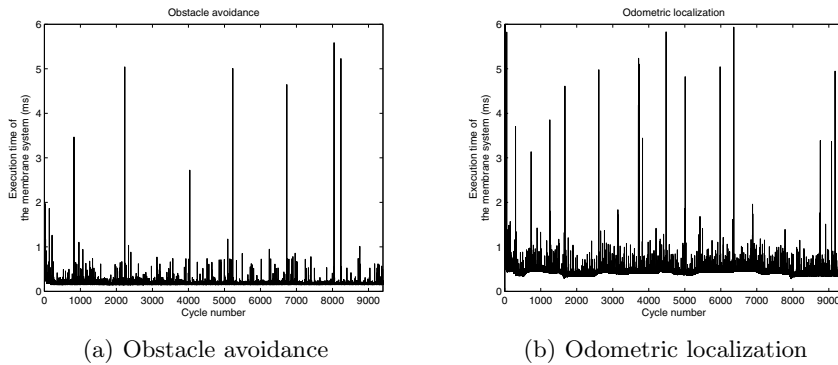 Obstacle avoidance
6
5
4
3
2
1
0
Execution time of
the membrane system (ms)
0 1000 2000 3000 4000 5000 6000 7000 8000 9000
Cycle number
(a) Obstacle avoidance
Odometric localization
6
5
4
3
2
1
0
Execution time of
the membrane system (ms)
0 1000 2000 3000 4000 5000 6000 7000 8000 9000
Cycle number
(b) Odometric localization